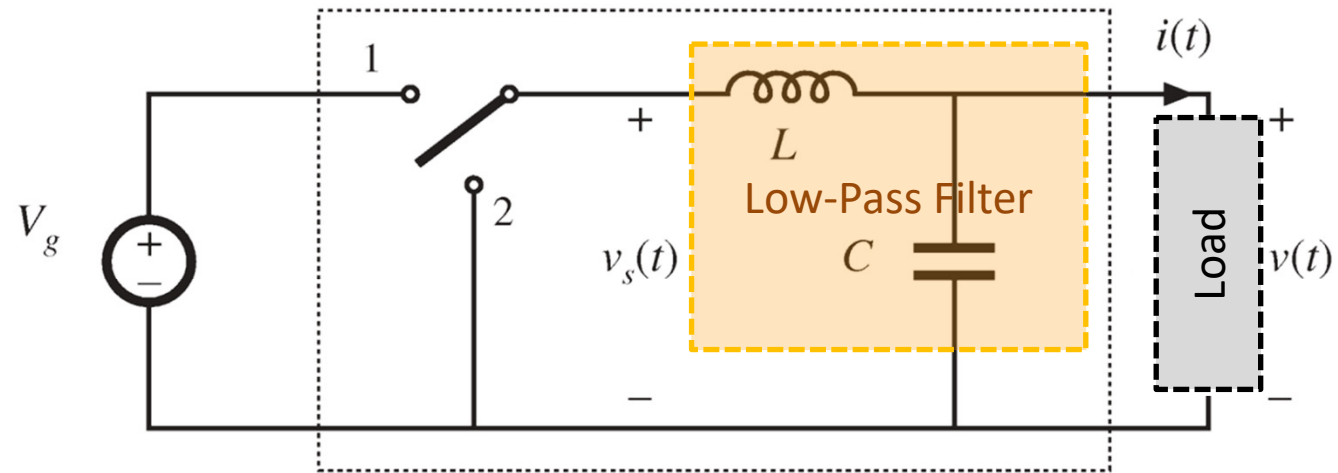 i(t)
1
+
L
+
Low-Pass Filter
2
V_g
+
−
v_s(t)
C
Load
v(t)
−
−